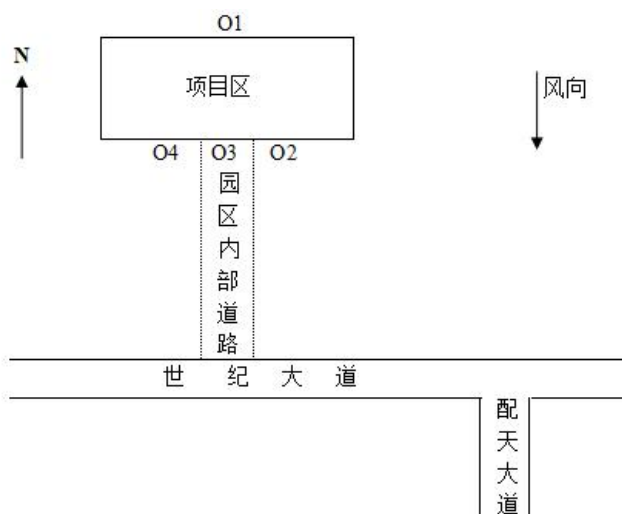 O1
N
项目区
风向
O4 O3 O2
园区内部道路
世纪大道
配天大道